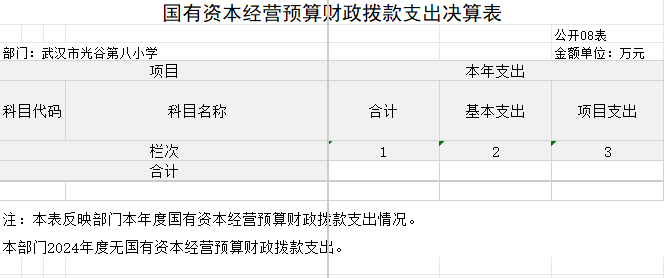 国有资本经营预算财政拨款支出决算表
公开08表
部门：武汉市光谷第八小学 金额单位：万元
项目 本年支出
科目代码 科目名称 合计 基本支出 项目支出
栏次 1 2 3
合计
注：本表反映部门本年度国有资本经营预算财政拨款支出情况。
本部门2024年度无国有资本经营预算财政拨款支出。